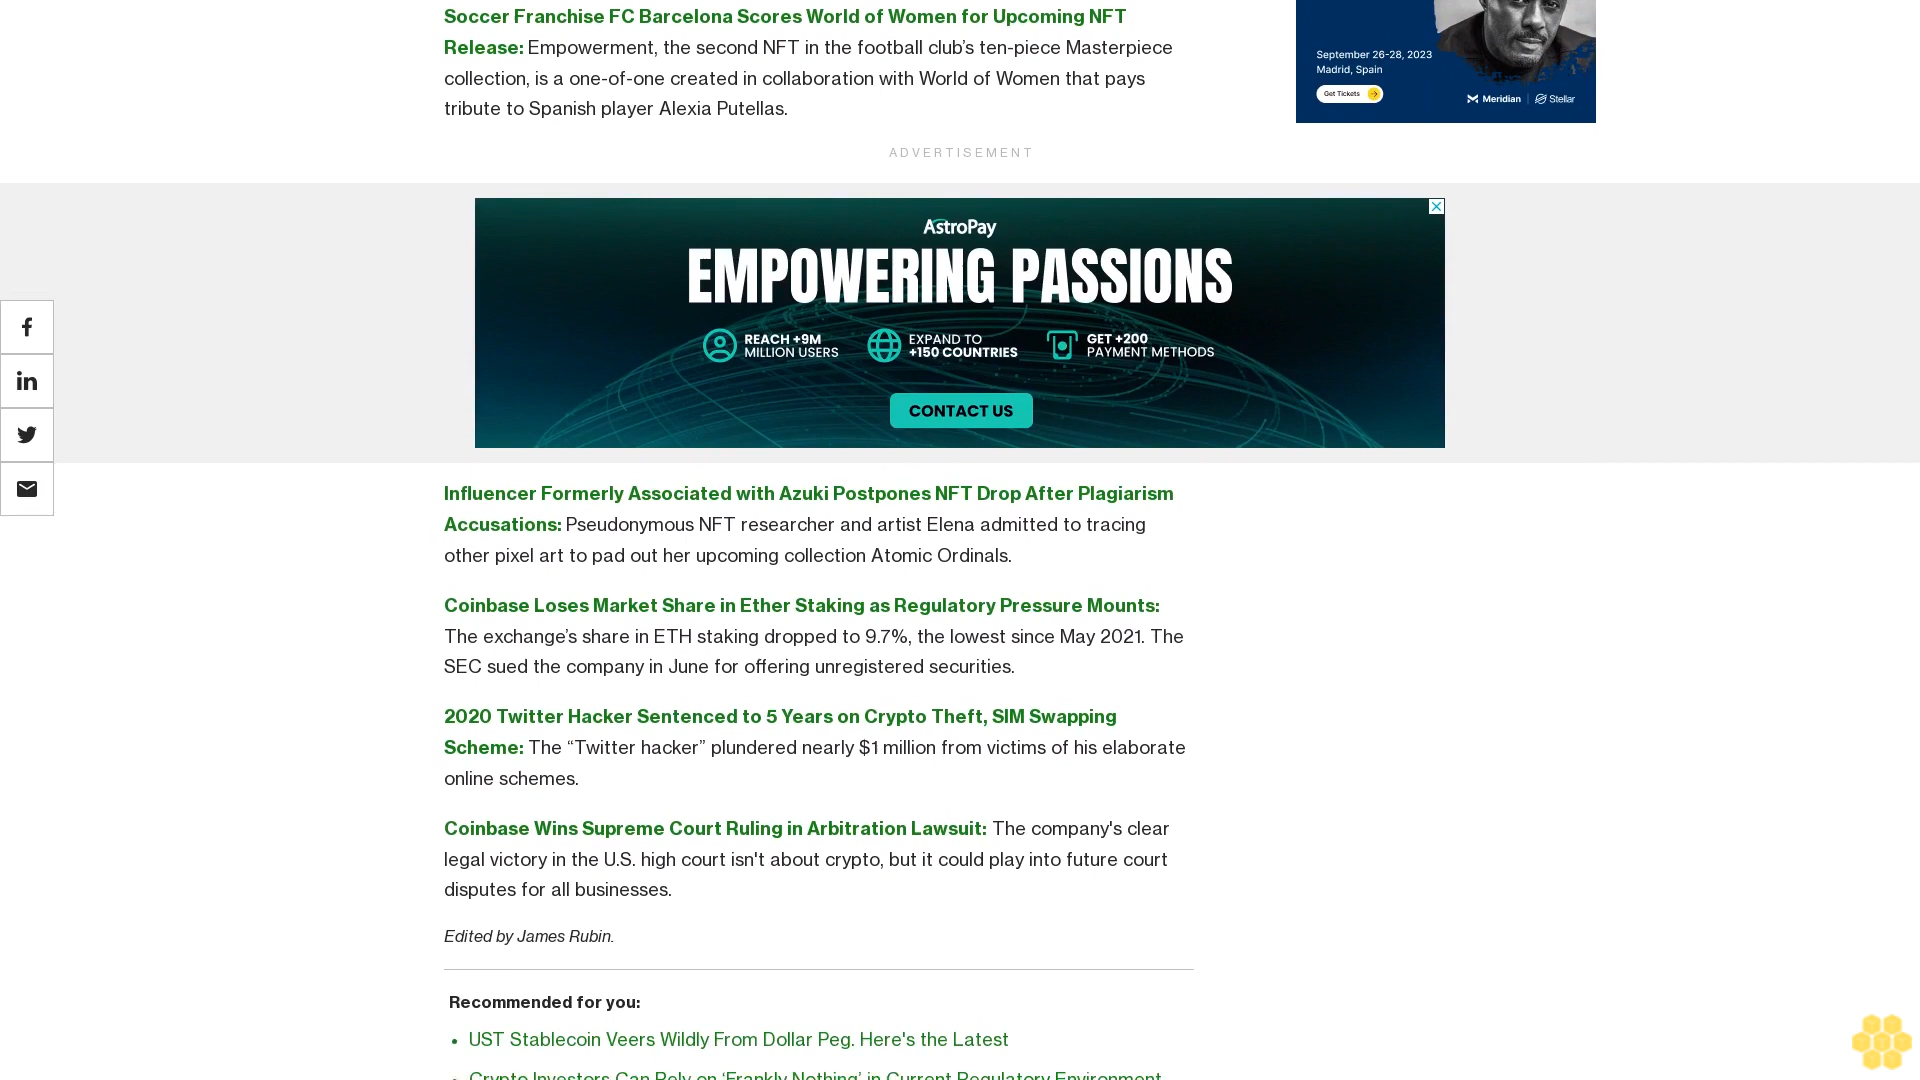 Soccer Franchise FC Barcelona Scores World of Women for Upcoming NFT
Release: Empowerment, the second NFT in the football club’s ten-piece Masterpiece
collection, is a one-of-one created in collaboration with World of Women that pays
tribute to Spanish player Alexia Putellas.
September 26-28, 2023
Madrid, Spain
Get Tickets
Meridian | Stellar
ADVERTISEMENT
AstroPay
EMPOWERING PASSIONS
REACH +9M
MILLION USERS
EXPAND TO
+150 COUNTRIES
GET +200
PAYMENT METHODS
CONTACT US
Influencer Formerly Associated with Azuki Postpones NFT Drop After Plagiarism
Accusations: Pseudonymous NFT researcher and artist Elena admitted to tracing
other pixel art to pad out her upcoming collection Atomic Ordinals.
Coinbase Loses Market Share in Ether Staking as Regulatory Pressure Mounts:
The exchange’s share in ETH staking dropped to 9.7%, the lowest since May 2021. The
SEC sued the company in June for offering unregistered securities.
2020 Twitter Hacker Sentenced to 5 Years on Crypto Theft, SIM Swapping
Scheme: The “Twitter hacker” plundered nearly $1 million from victims of his elaborate
online schemes.
Coinbase Wins Supreme Court Ruling in Arbitration Lawsuit: The company's clear
legal victory in the U.S. high court isn't about crypto, but it could play into future court
disputes for all businesses.
Edited by James Rubin.
Recommended for you:
• UST Stablecoin Veers Wildly From Dollar Peg. Here's the Latest
• Crypto Investors Can Rely on ‘Frankly Nothing’ in Current Regulatory Environment